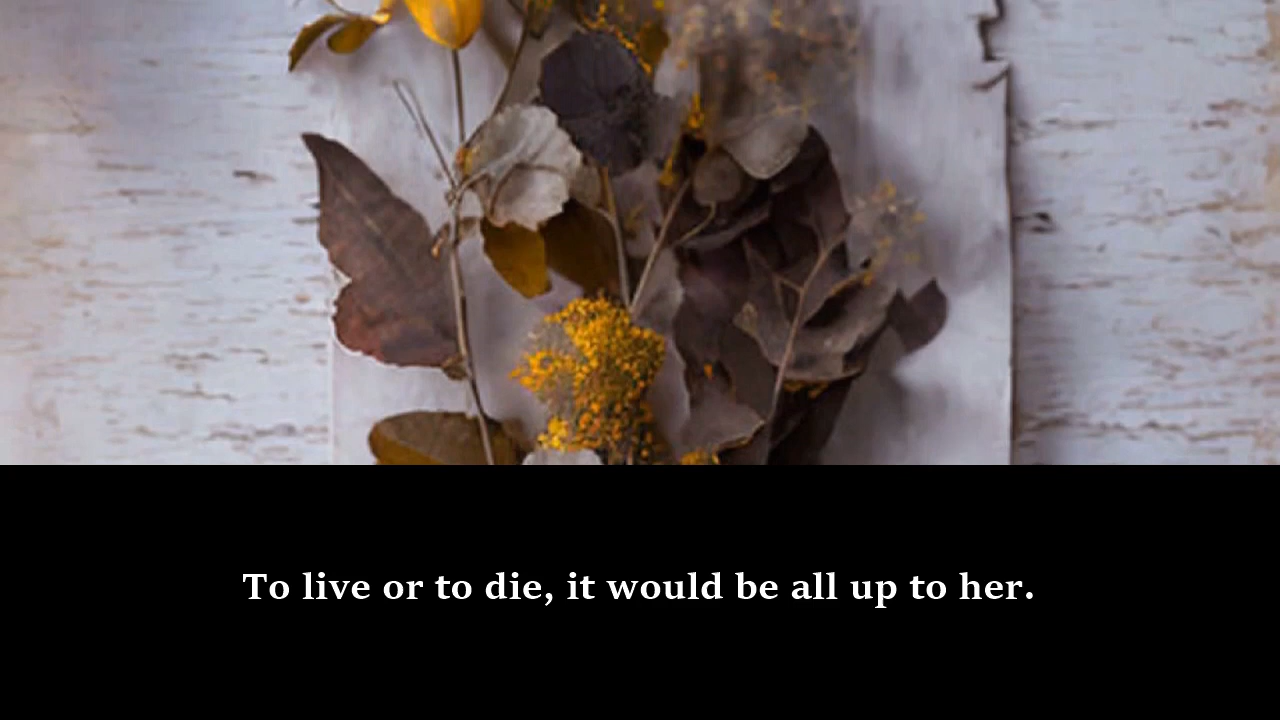 To live or to die, it would be all up to her.